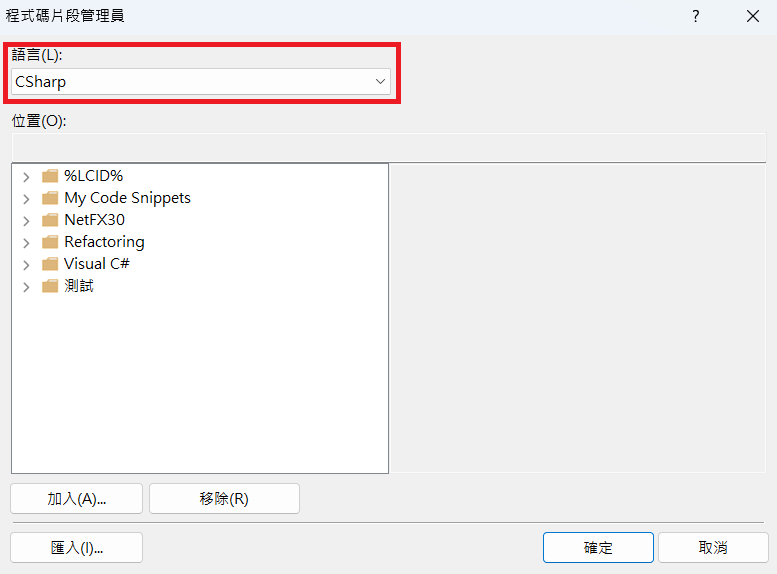 程式碼片段管理員
語言(L):
CSharp
位置(O):
%LCID%
My Code Snippets
NetFX30
Refactoring
Visual C#
測試
加入(A)...
移除(R)
匯入(I)...
確定
取消